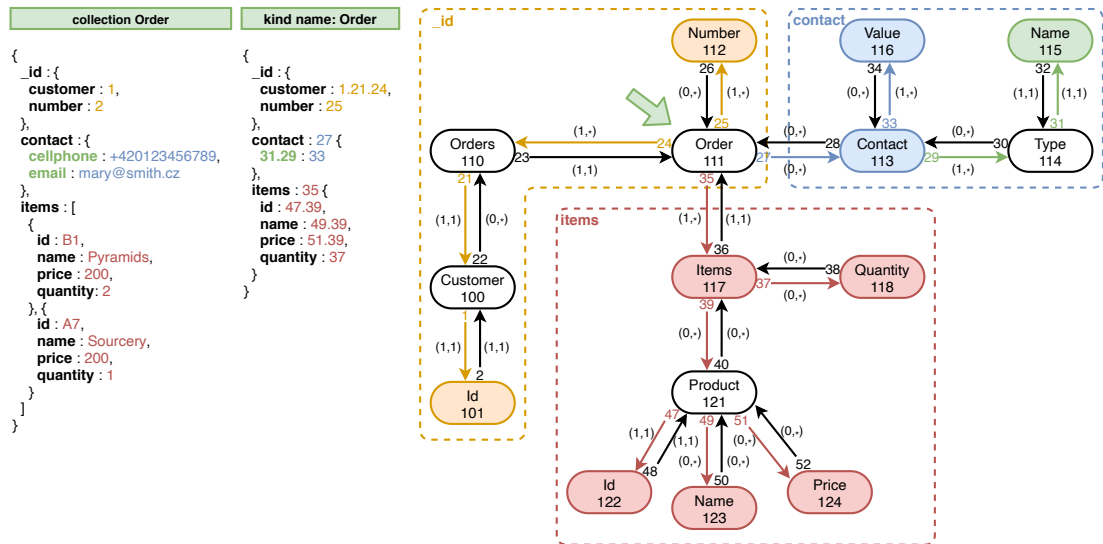 collection Order
{
_id : {
customer : 1,
number : 2
},
contact : {
cellphone : +420123456789,
email : mary@smith.cz
},
items : [
{
id : B1,
name : Pyramids,
price : 200,
quantity: 2
}, {
id : A7,
name : Sourcery,
price : 200,
quantity : 1
}
]
}
kind name: Order
{
_id : {
customer : 1.21.24,
number : 25
},
contact : 27 {
31.29 : 33
},
items : 35 {
id : 47.39,
name : 49.39,
price : 51.39,
quantity : 37
}
}
_id
Number
112
26
(0,*)
(1,*)
25
Orders
110
(1,*)
24
23
(1,1)
Order
111
21
(1,1)
(0,*)
22
Customer
100
1
(1,1)
(1,1)
2
Id
101
contact
Value
116
34
(0,*)
(1,*)
33
Name
115
32
(1,1)
(1,1)
31
(0,*)
28
27
(0,*)
Contact
113
(0,*)
30
29
(1,*)
Type
114
items
35
(1,*)
(1,1)
36
Items
117
(0,*)
38
37
(0,*)
Quantity
118
39
(0,*)
(0,*)
40
Product
121
47
(1,1)
(1,1)
48
49
(0,*)
(0,*)
50
51
(0,*)
(0,*)
52
Id
122
Name
123
Price
124